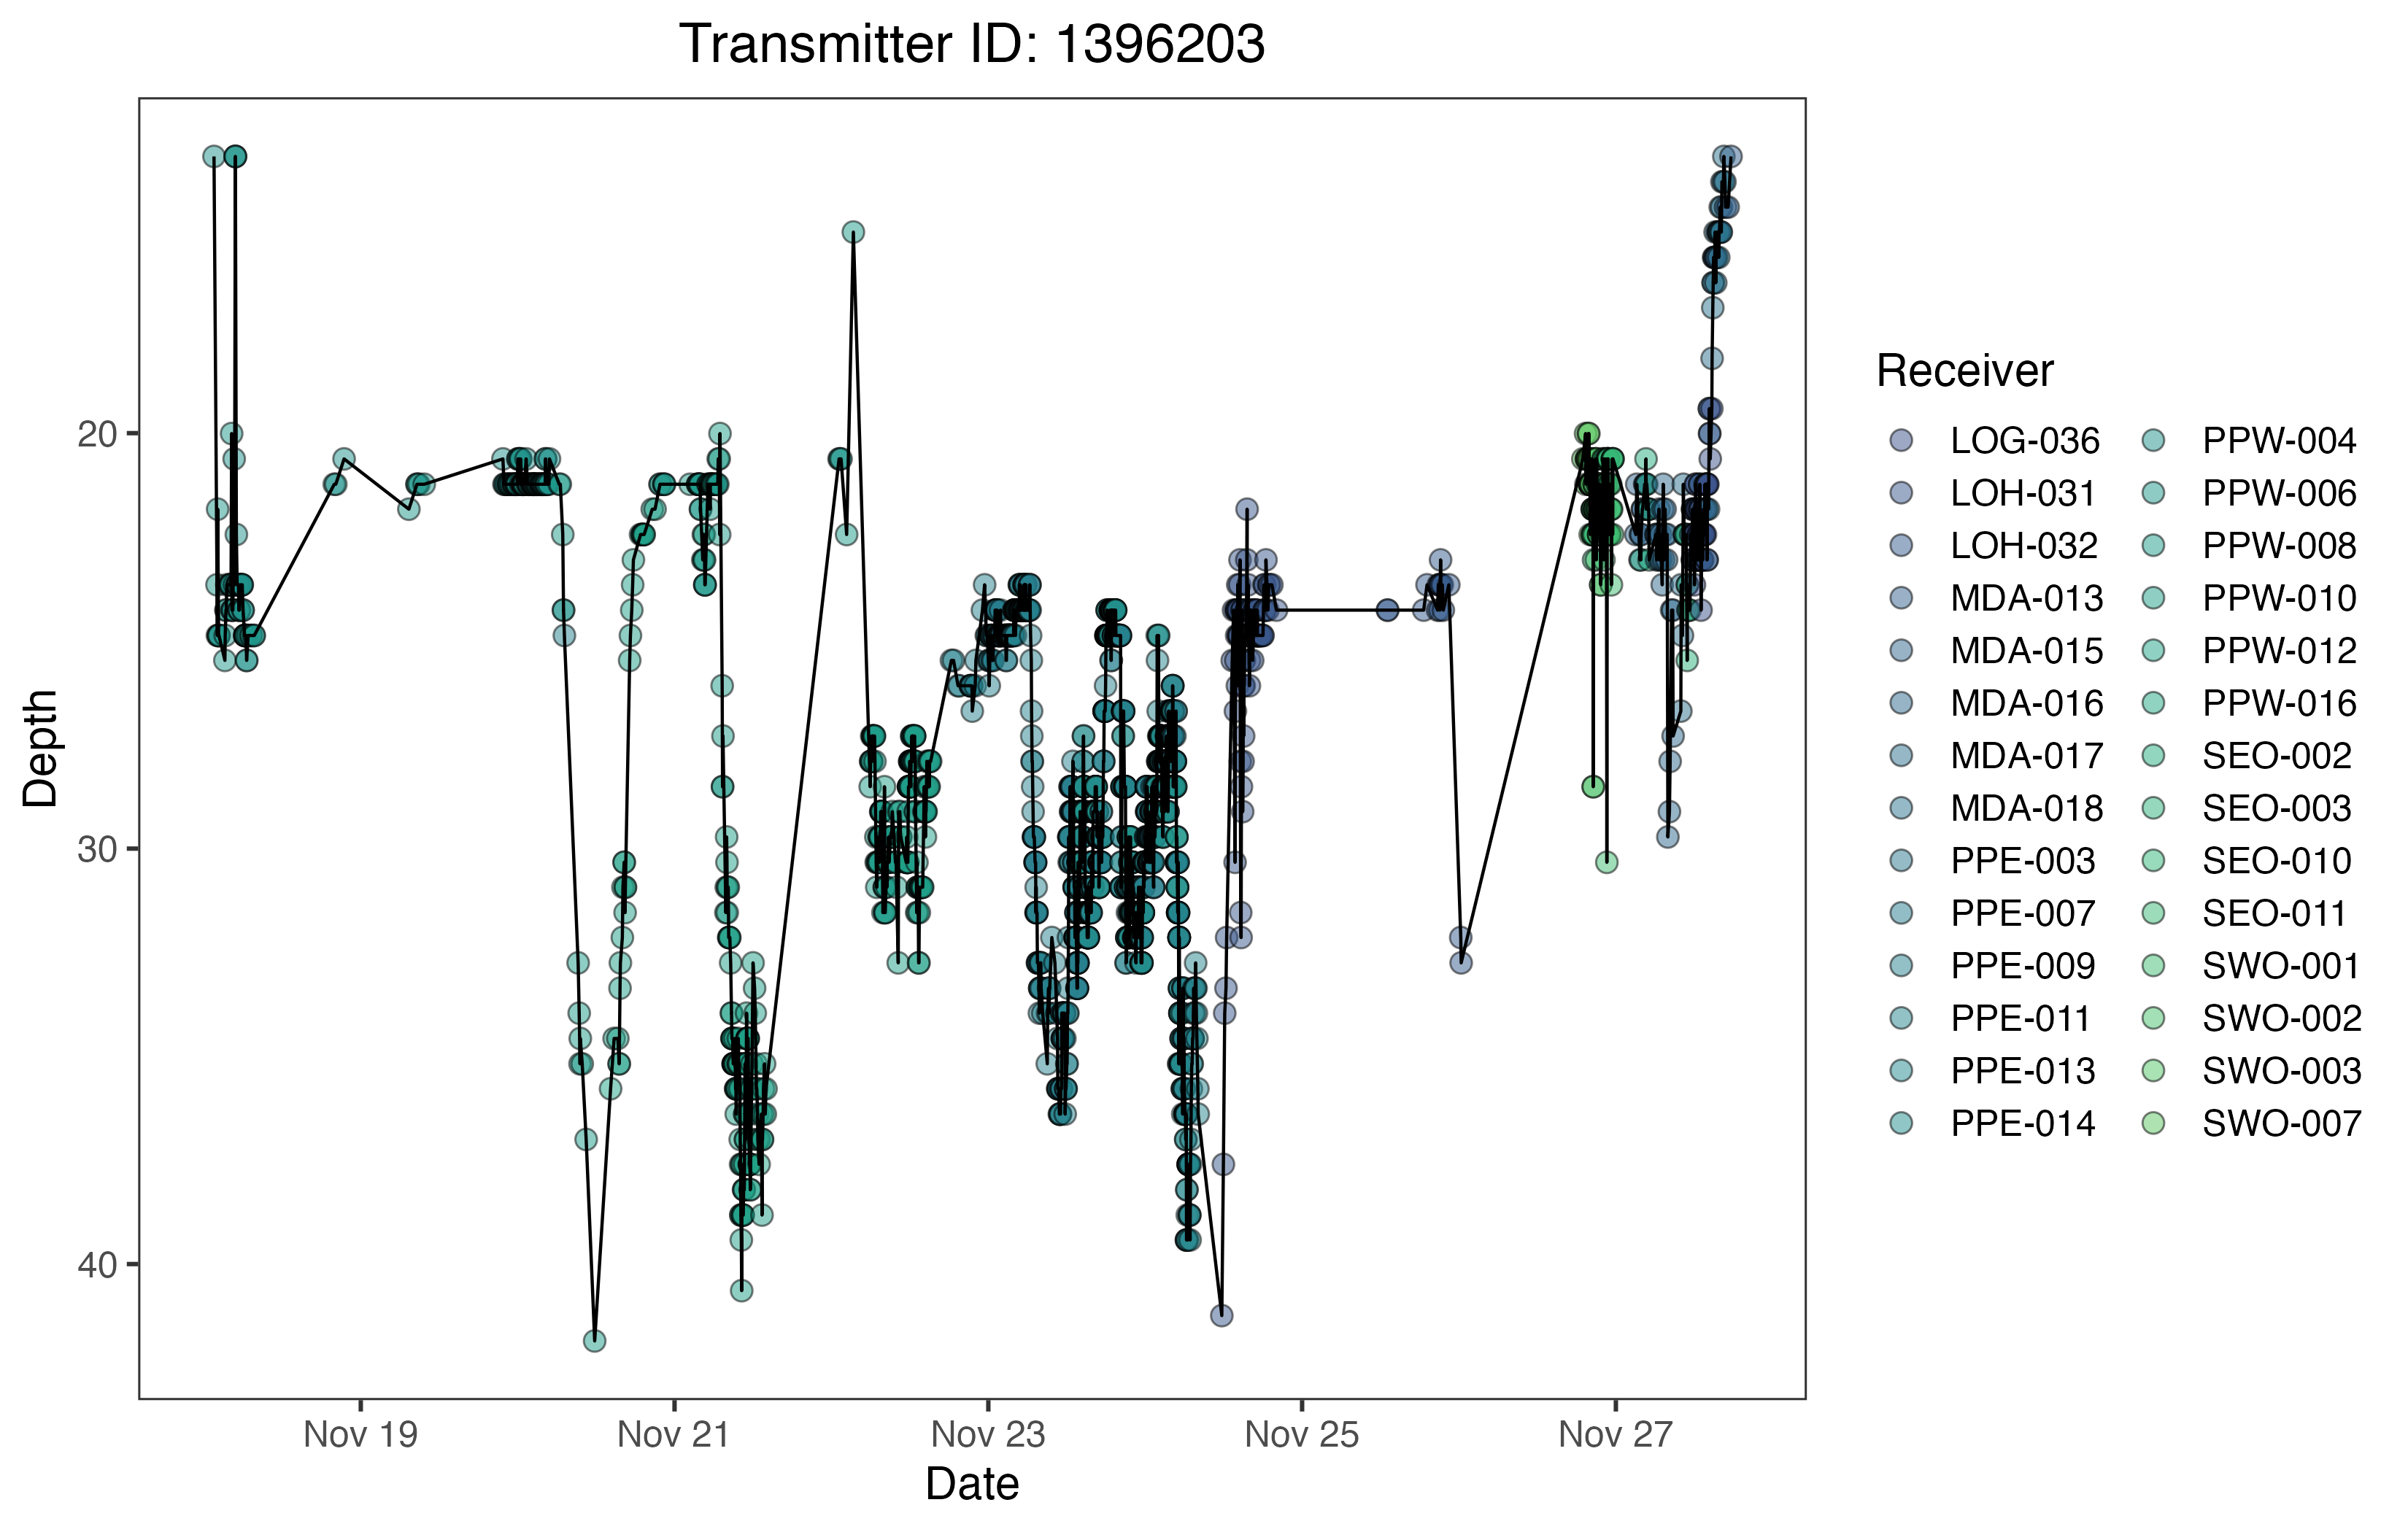 Transmitter ID: 1396203
Depth
20
30
40
Nov 19
Nov 21
Nov 23
Nov 25
Nov 27
Date
Receiver
LOG-036
LOH-031
LOH-032
MDA-013
MDA-015
MDA-016
MDA-017
MDA-018
PPE-003
PPE-007
PPE-009
PPE-011
PPE-013
PPE-014
PPW-004
PPW-006
PPW-008
PPW-010
PPW-012
PPW-016
SEO-002
SEO-003
SEO-010
SEO-011
SWO-001
SWO-002
SWO-003
SWO-007